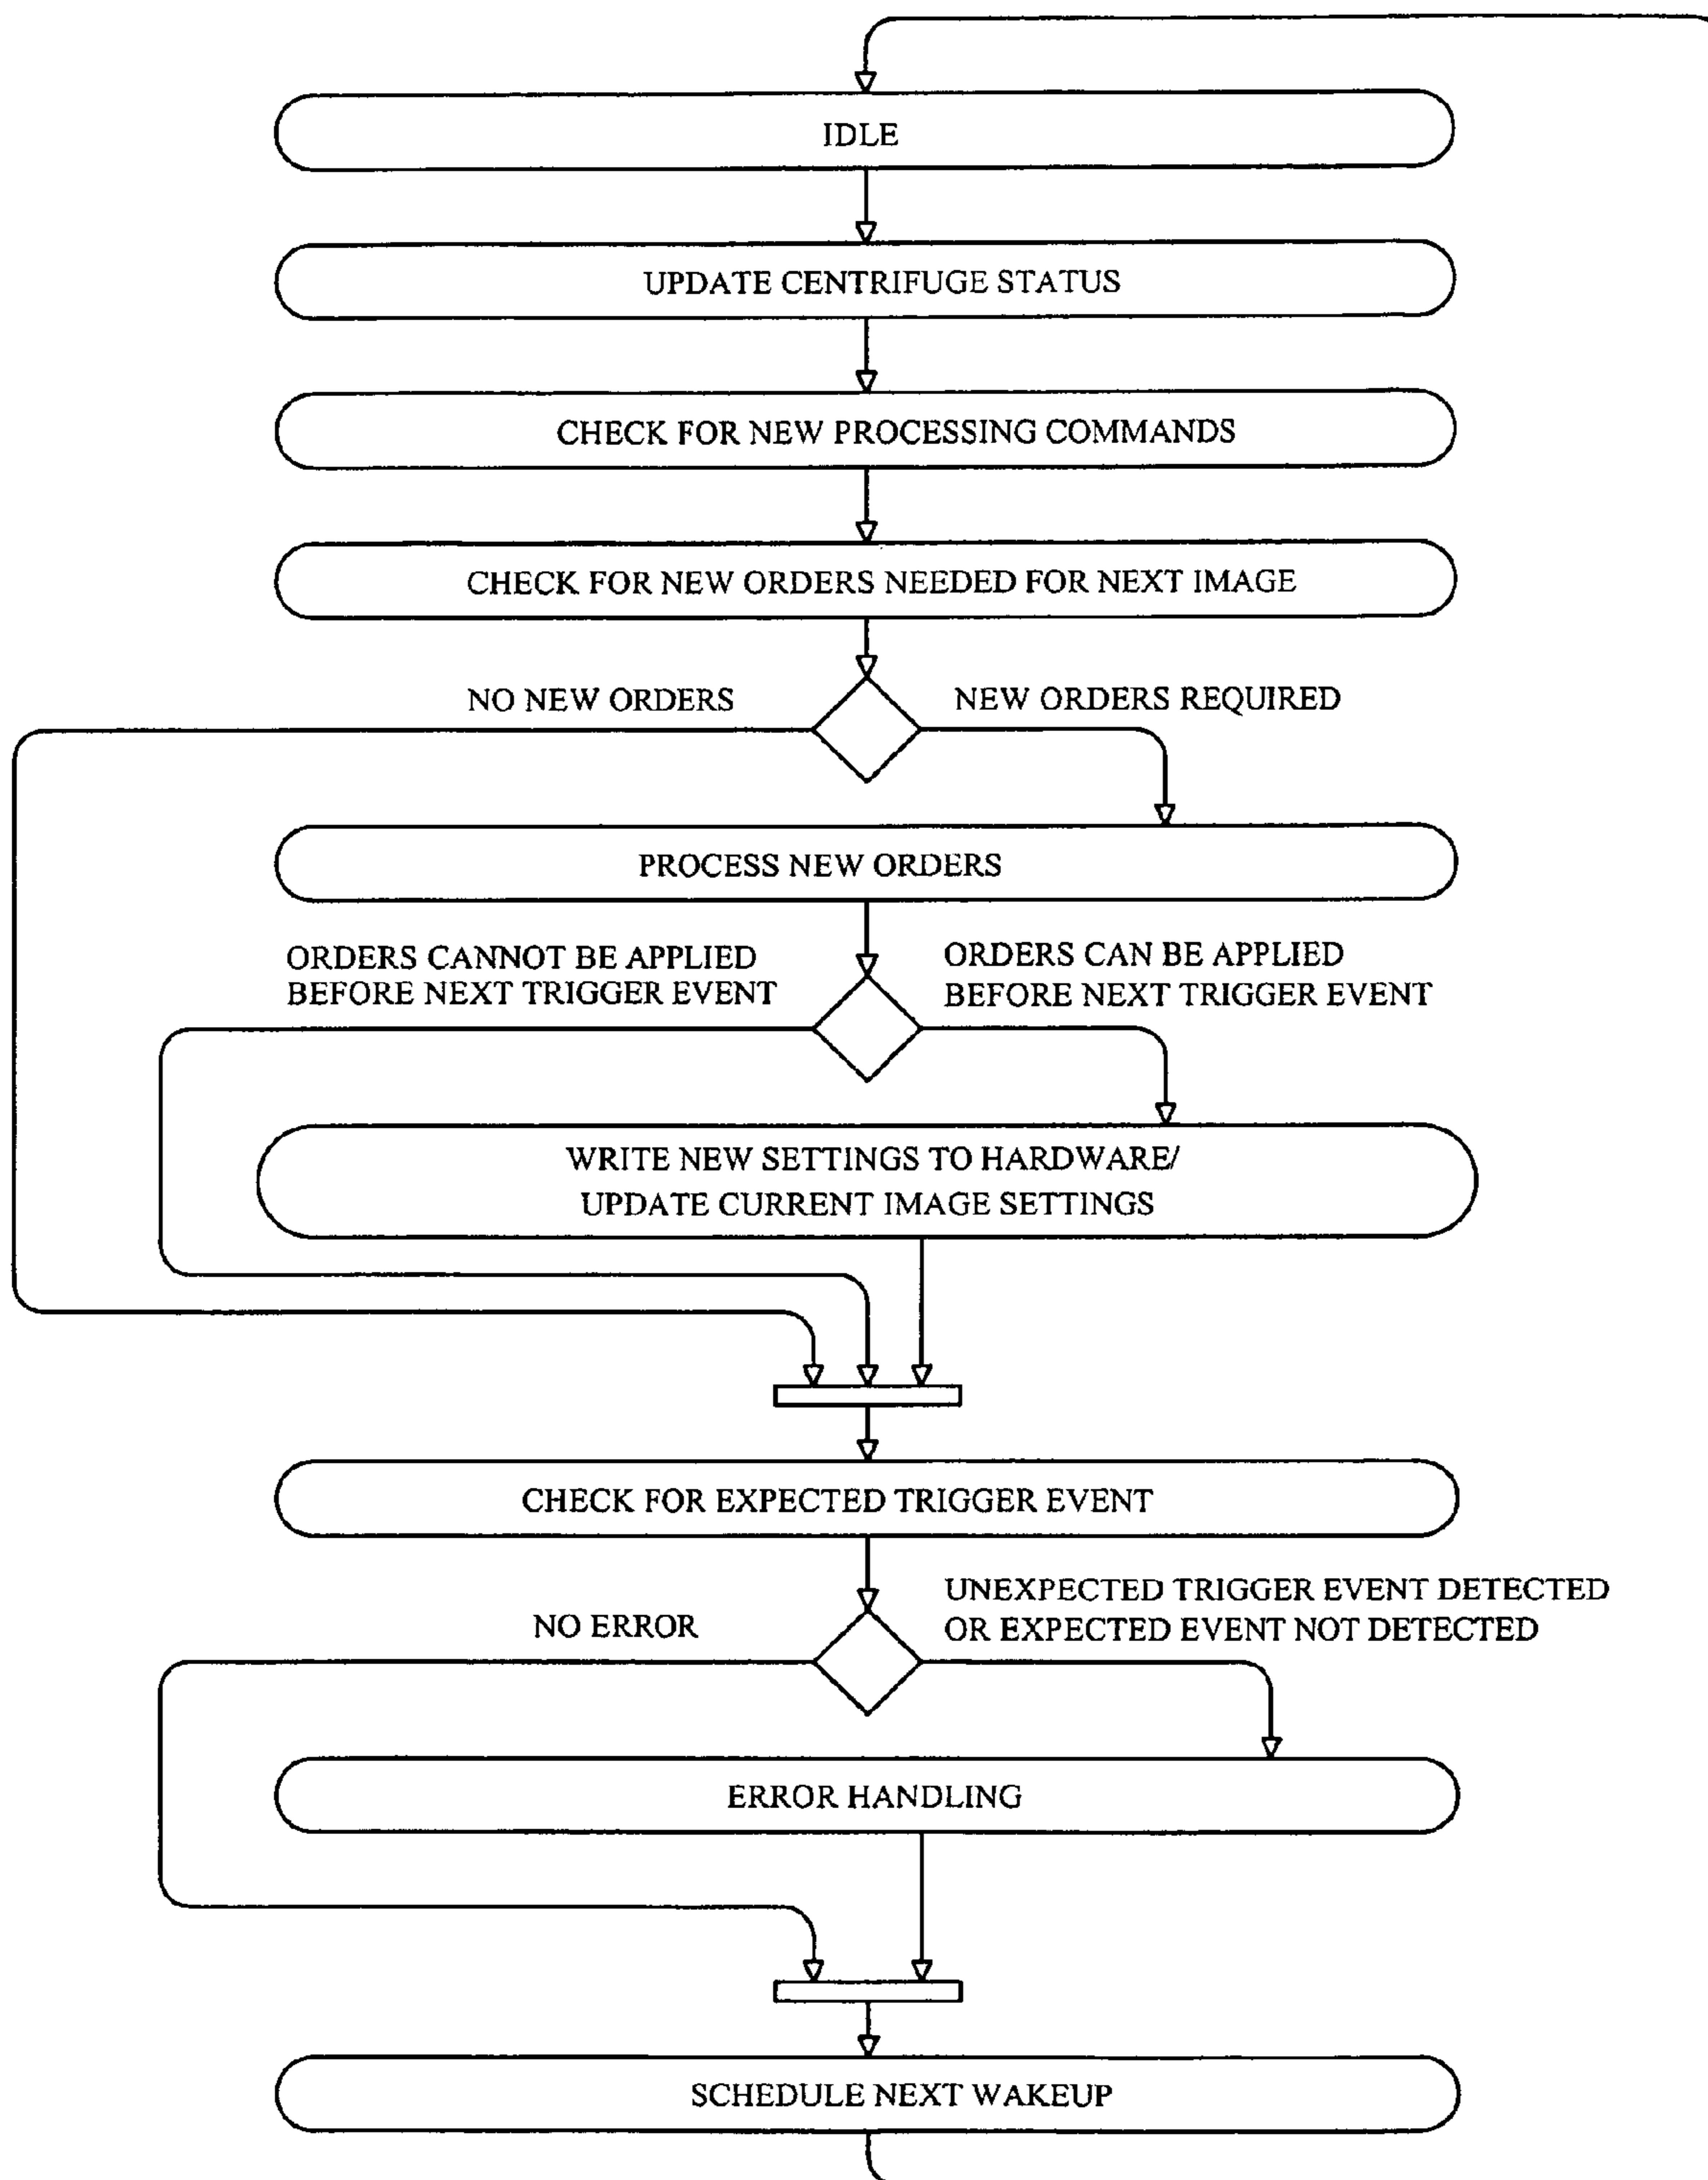 IDLE
UPDATE CENTRIFUGE STATUS
CHECK FOR NEW PROCESSING COMMANDS
CHECK FOR NEW ORDERS NEEDED FOR NEXT IMAGE
NO NEW ORDERS
NEW ORDERS REQUIRED
PROCESS NEW ORDERS
ORDERS CANNOT BE APPLIED
BEFORE NEXT TRIGGER EVENT
ORDERS CAN BE APPLIED
BEFORE NEXT TRIGGER EVENT
WRITE NEW SETTINGS TO HARDWARE/
UPDATE CURRENT IMAGE SETTINGS
CHECK FOR EXPECTED TRIGGER EVENT
NO ERROR
UNEXPECTED TRIGGER EVENT DETECTED
OR EXPECTED EVENT NOT DETECTED
ERROR HANDLING
SCHEDULE NEXT WAKEUP